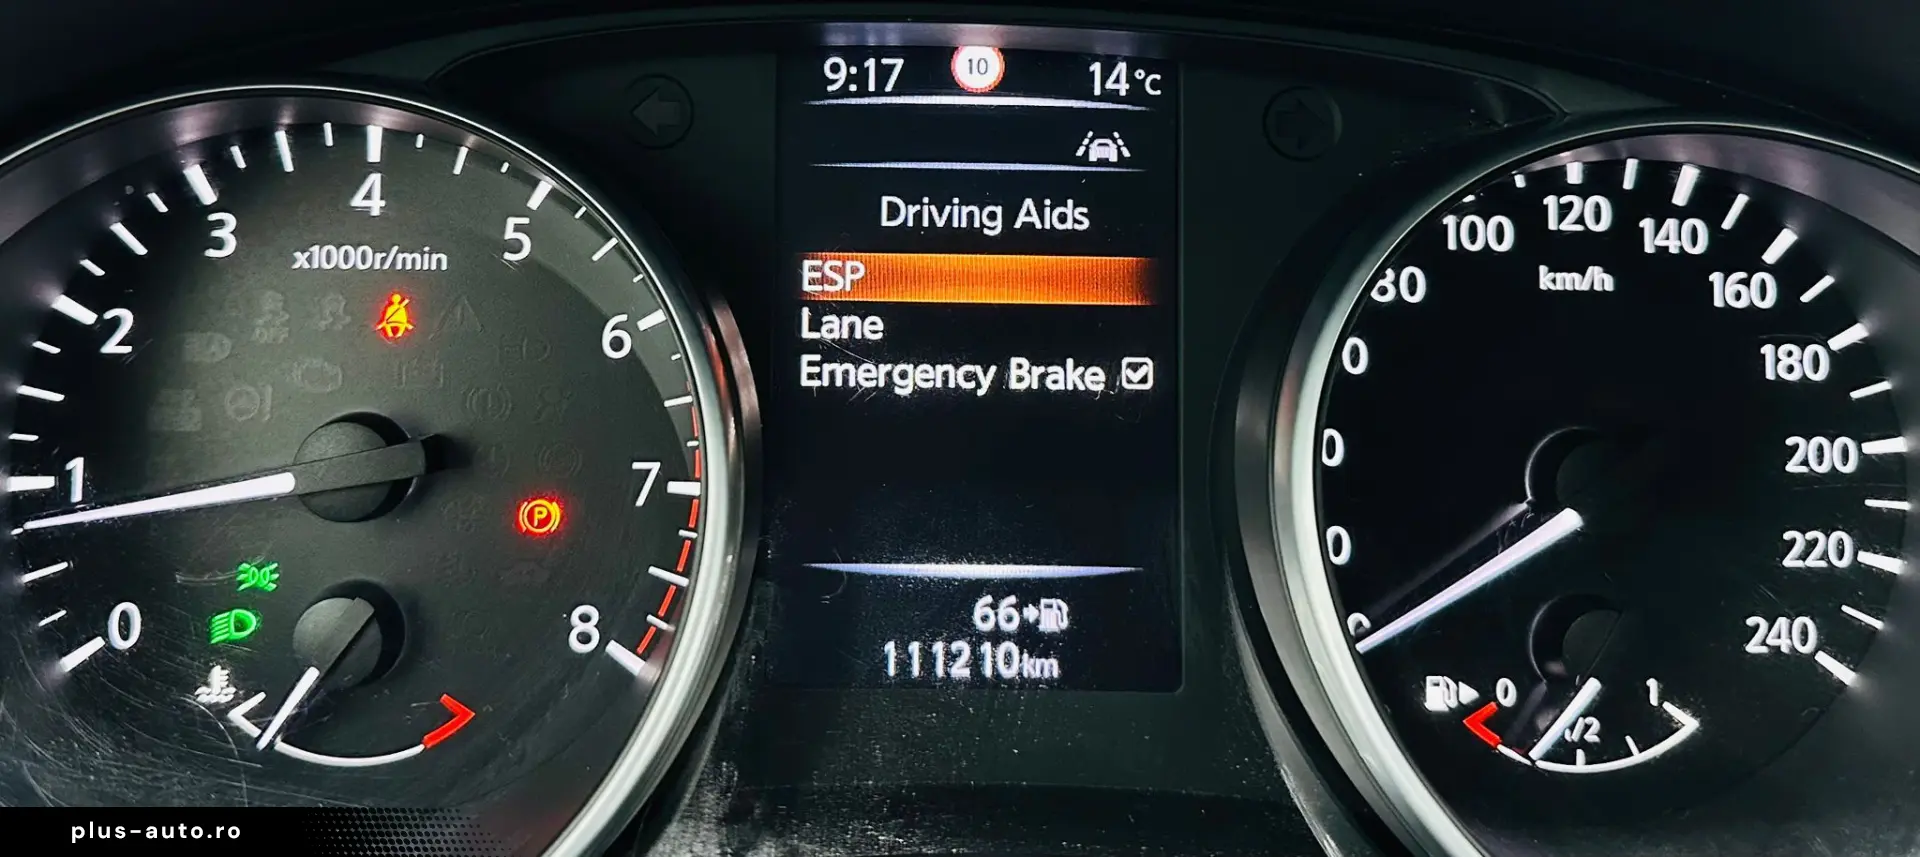 9:17 10 14°C
Driving Aids
ESP
Lane
Emergency Brake
66
111210km
0
1
2
3
4
5
6
7
8
x1000r/min
P
0
80
100
120
140
160
180
200
220
240
km/h
0
1/2
1
plus-auto.ro